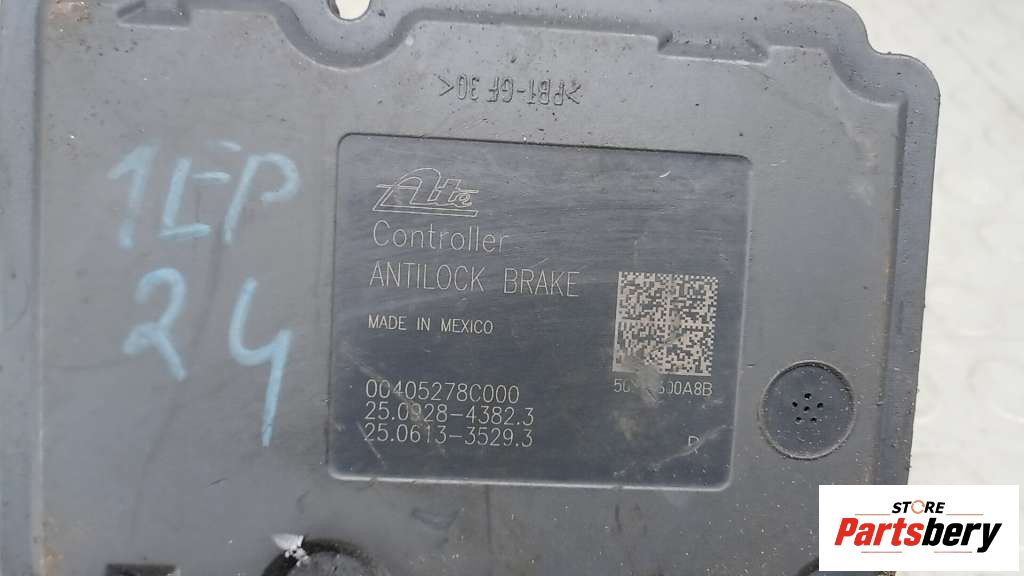 >PBT-GF 30<
1EP
24
Ate
Controller
ANTILOCK BRAKE
MADE IN MEXICO
00405278C000
25.0928-4382.3
25.0613-3529.3
D
STORE
Partsbery